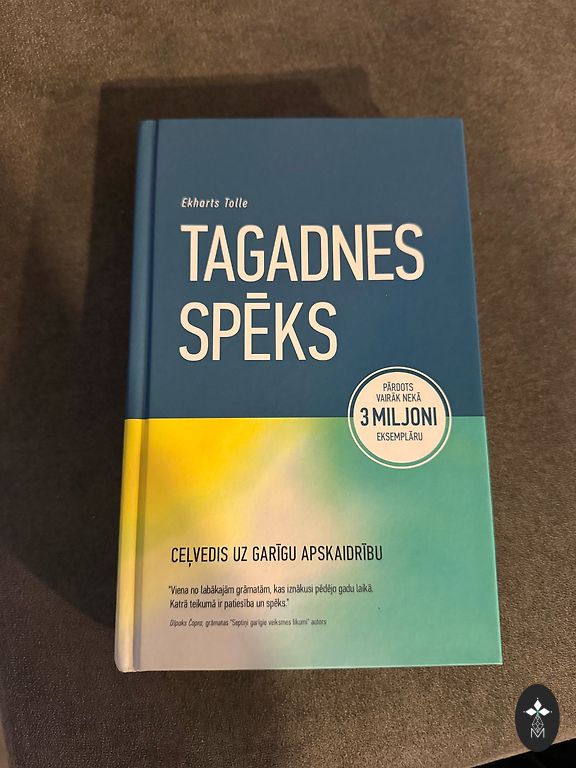 Ekharts Tolle
TAGADNES
SPĒKS
PĀRDOTS
VAIRĀK NEKĀ
3 MILJONI
EKSEMPLĀRU
CEĻVEDIS UZ GARĪGU APSKAIDRĪBU
"Viena no labākajām grāmatām, kas iznākusi pēdējo gadu laikā.
Katrā teikumā ir patiesība un spēks."
Dīpaks Čopra, grāmatas "Septiņi garīgie veiksmes likumi" autors